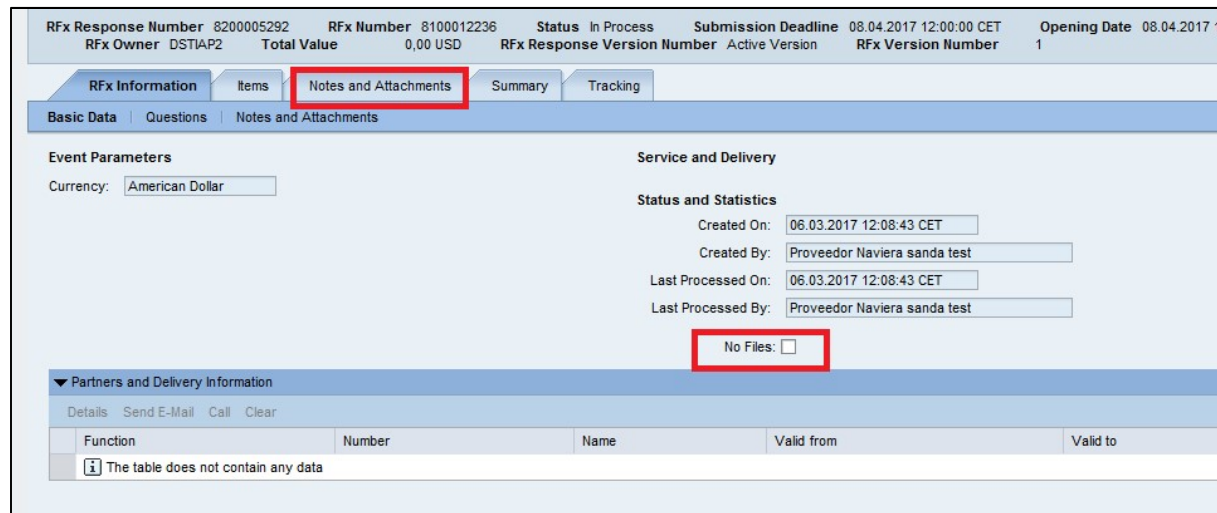 RFx Response Number 8200005292 RFx Number 8100012236 Status In Process Submission Deadline 08.04.2017 12:00:00 CET Opening Date 08.04.2017
RFx Owner DSTIAP2 Total Value 0,00 USD RFx Response Version Number Active Version RFx Version Number 1
RFx Information Items Notes and Attachments Summary Tracking
Basic Data Questions Notes and Attachments
Event Parameters Service and Delivery
Currency: American Dollar
Status and Statistics
Created On: 06.03.2017 12:08:43 CET
Created By: Proveedor Naviera sanda test
Last Processed On: 06.03.2017 12:08:43 CET
Last Processed By: Proveedor Naviera sanda test
No Files:
Partners and Delivery Information
Details Send E-Mail Call Clear
Function Number Name Valid from Valid to
The table does not contain any data